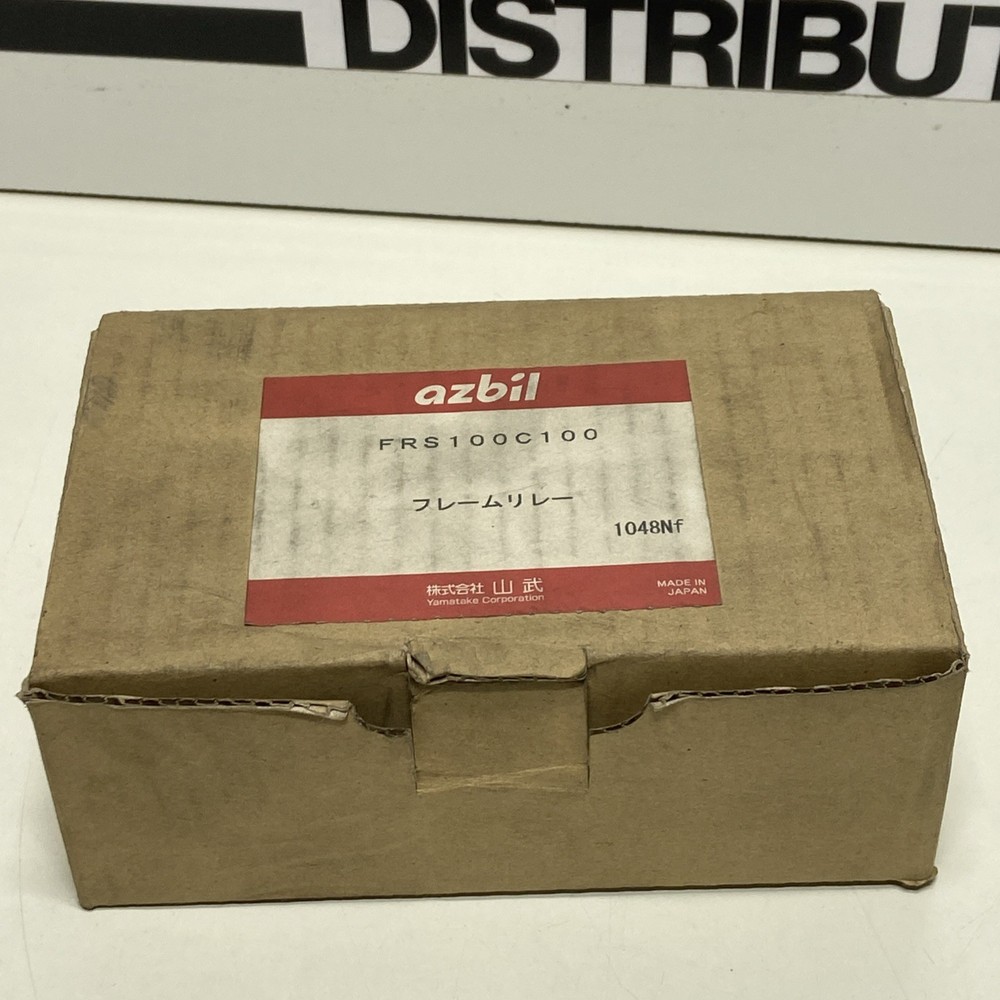 DISTRIBUT
azbil
FRS100C100
フレームリレー
1048Nf
株式会社 山武
Yamatake Corporation
MADE IN
JAPAN